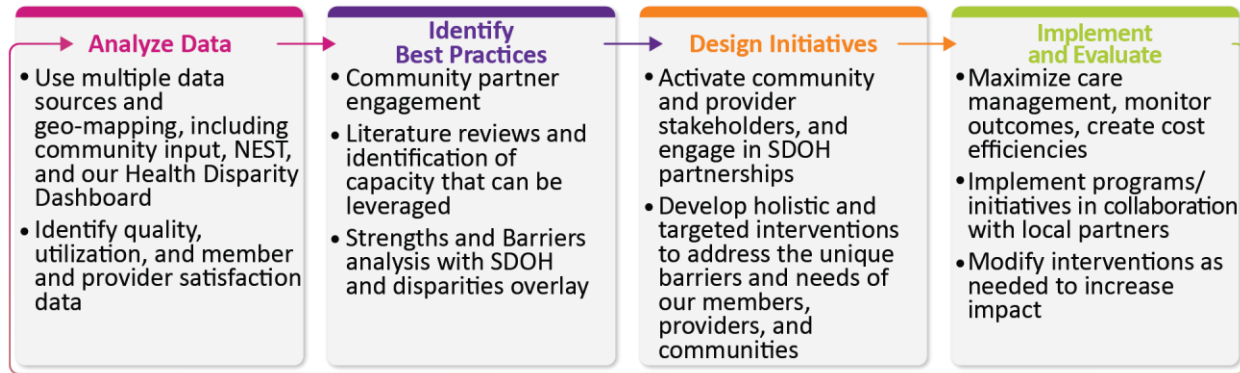 Analyze Data
• Use multiple data
sources and
geo-mapping, including
community input, NEST,
and our Health Disparity
Dashboard
• Identify quality,
utilization, and member
and provider satisfaction
data
Identify
Best Practices
• Community partner
engagement
• Literature reviews and
identification of
capacity that can be
leveraged
• Strengths and Barriers
analysis with SDOH
and disparities overlay
Design Initiatives
• Activate community
and provider
stakeholders, and
engage in SDOH
partnerships
• Develop holistic and
targeted interventions
to address the unique
barriers and needs of
our members,
providers, and
communities
Implement
and Evaluate
• Maximize care
management, monitor
outcomes, create cost
efficiencies
• Implement programs/
initiatives in collaboration
with local partners
• Modify interventions as
needed to increase
impact